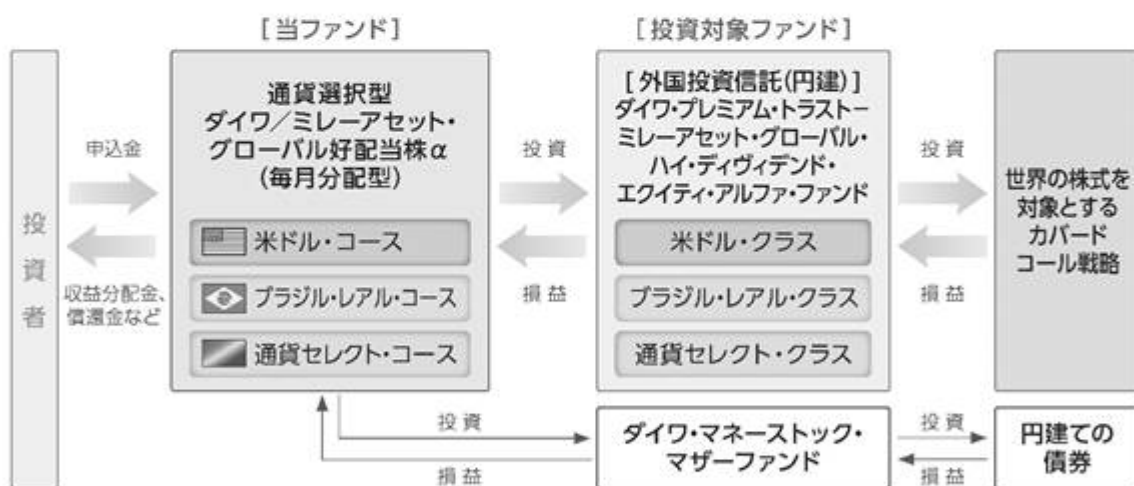 [当ファンド]
[投資対象ファンド]
投資者
申込金
収益分配金、
償還金など
通貨選択型
ダイワ/ミレーアセット・
グローバル好配当株α
(毎月分配型)
米ドル・コース
ブラジル・レアル・コース
通貨セレクト・コース
投資
損益
[外国投資信託(円建)]
ダイワ・プレミアム・トラスト−
ミレーアセット・グローバル・
ハイ・ディヴィデンド・
エクイティ・アルファ・ファンド
米ドル・クラス
ブラジル・レアル・クラス
通貨セレクト・クラス
投資
損益
世界の株式を
対象とする
カバード
コール戦略
投資
損益
ダイワ・マネーストック・
マザーファンド
投資
損益
円建ての
債券